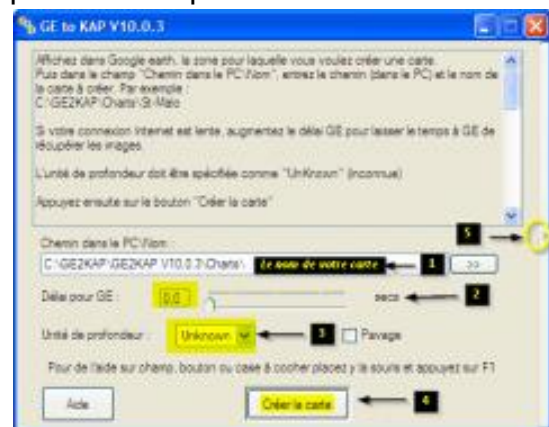 GE to KAP V10.0.3
Affichez dans Google earth, la zone pour laquelle vous voulez créer une carte.
Puis dans le champ "Chemin dans le PC\Nom", entrez le chemin (dans le PC) et le nom de
la carte à créer. Par exemple :
C:\GE2KAP\Charts\St-Malo
Si votre connexion Internet est lente, augmentez le délai GE pour laisser le temps à GE de
récupérer les images.
L'unité de profondeur doit être spécifiée comme "UnKnown" (inconnue)
Appuyez ensuite sur le bouton "Créer la carte"
5
Chemin dans le PC\Nom :
C:\GE2KAP\GE2KAP V10.0.3\Charts\ Le nom de votre carte 1 >>
Délai pour GE : 0,0 secs 2
Unité de profondeur : Unknown 3 Pavage
Pour de l'aide sur champ, bouton ou case à cocher placez y la souris et appuyez sur F1
Aide Créer la carte 4